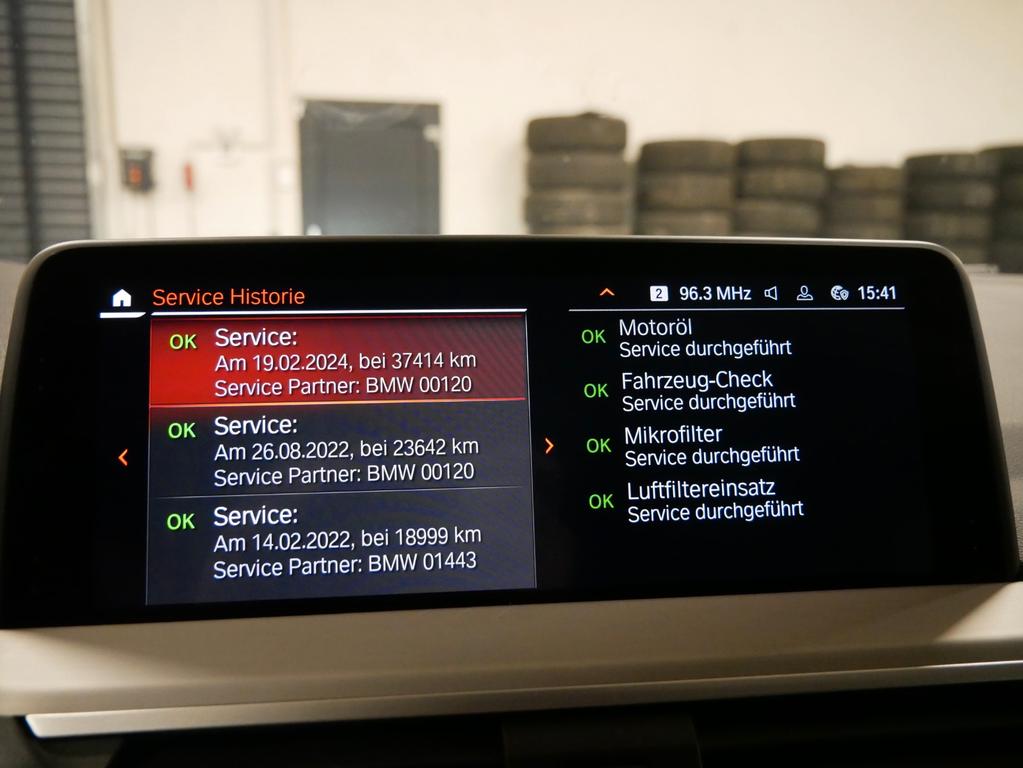 Service Historie
2 96.3 MHz 15:41
OK Service:
Am 19.02.2024, bei 37414 km
Service Partner: BMW 00120
OK Service:
Am 26.08.2022, bei 23642 km
Service Partner: BMW 00120
OK Service:
Am 14.02.2022, bei 18999 km
Service Partner: BMW 01443
OK Motoröl
Service durchgeführt
OK Fahrzeug-Check
Service durchgeführt
OK Mikrofilter
Service durchgeführt
OK Luftfiltereinsatz
Service durchgeführt